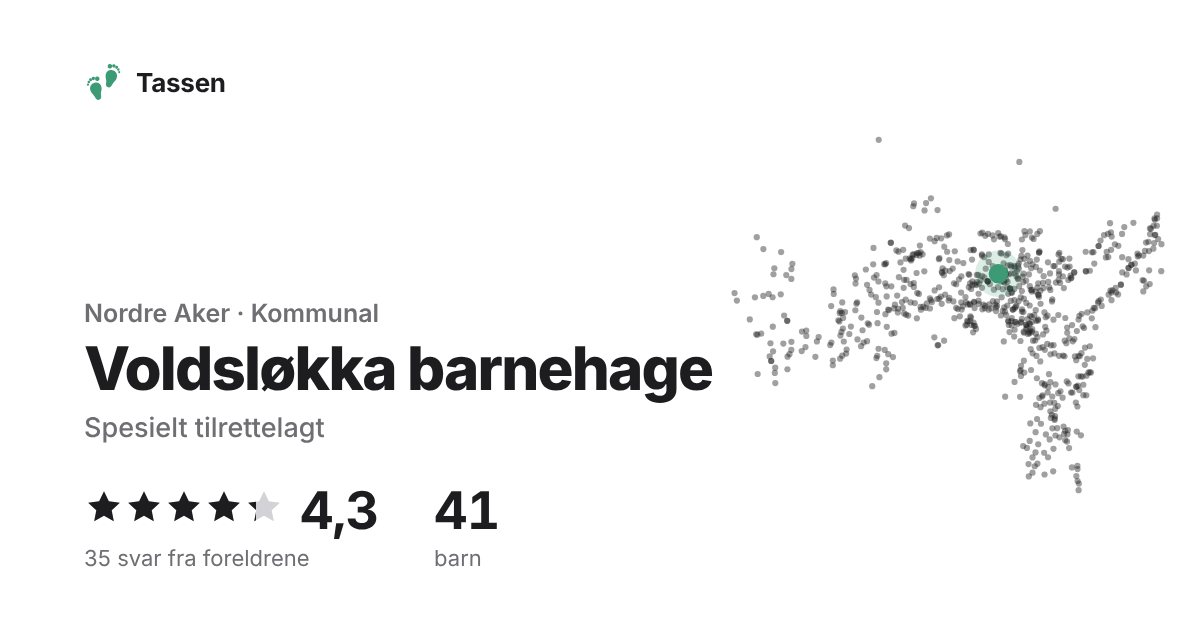 Tassen
Nordre Aker · Kommunal
Voldsløkka barnehage
Spesielt tilrettelagt
4,3
35 svar fra foreldrene
41
barn